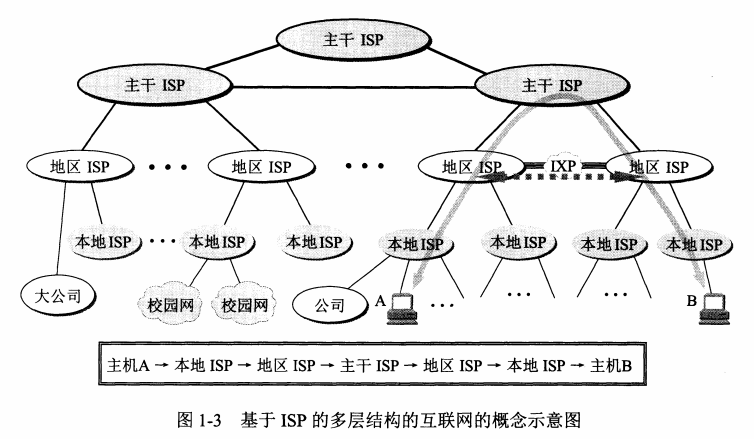 主干 ISP
主干 ISP
主干 ISP
地区 ISP
• • •
地区 ISP
• • •
地区 ISP
IXP
地区 ISP
本地ISP
• • •
本地ISP
本地ISP
本地ISP
本地ISP
本地ISP
本地ISP
大公司
校园网
校园网
公司
A
• • •
• • •
• • •
B
主机A → 本地 ISP → 地区 ISP → 主干 ISP → 地区 ISP → 本地 ISP → 主机B
图 1-3 基于 ISP 的多层结构的互联网的概念示意图